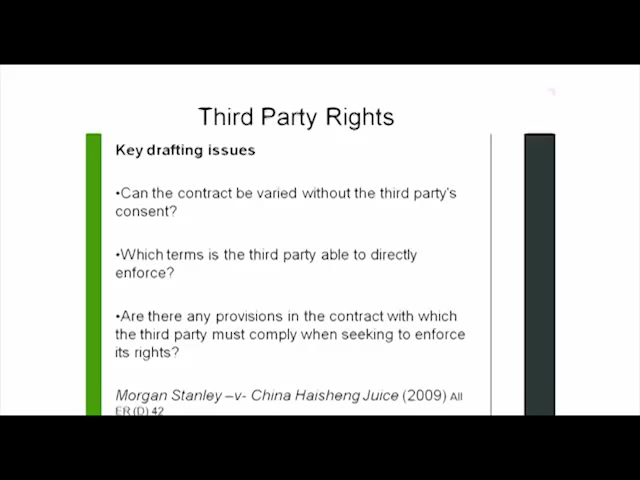 Third Party Rights
Key drafting issues
•Can the contract be varied without the third party's
consent?
•Which terms is the third party able to directly
enforce?
•Are there any provisions in the contract with which
the third party must comply when seeking to enforce
its rights?
Morgan Stanley –v- China Haisheng Juice (2009) All
ER (D) 42